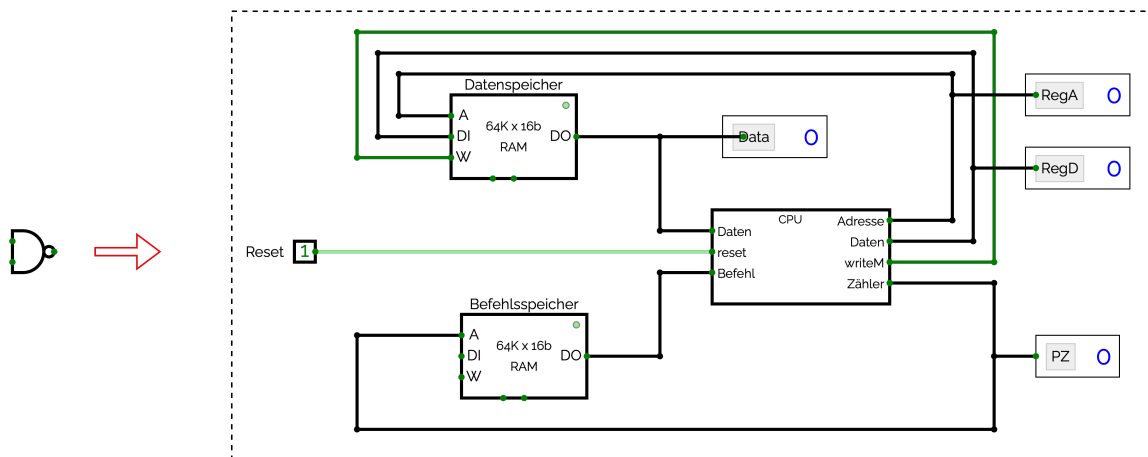 Datenspeicher
A
DI
W
64K x 16b
RAM
DO
Data 0
RegA 0
RegD 0
CPU
Daten
reset
Befehl
Adresse
Daten
writeM
Zähler
Reset 1
Befehlsspeicher
A
DI
W
64K x 16b
RAM
DO
PZ 0